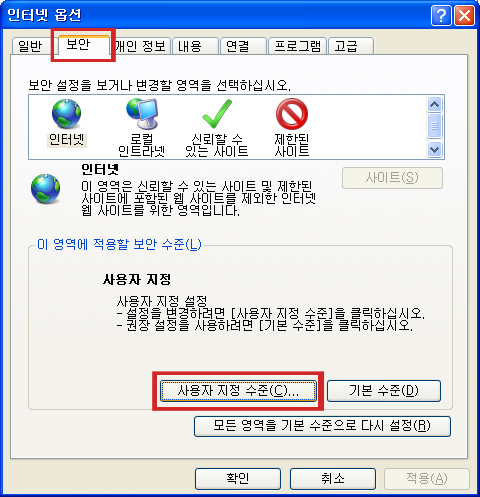 인터넷 옵션
일반 보안 개인 정보 내용 연결 프로그램 고급
보안 설정을 보거나 변경할 영역을 선택하십시오.
인터넷 로컬 인트라넷 신뢰할 수 있는 사이트 제한된 사이트
인터넷
이 영역은 신뢰할 수 있는 사이트 및 제한된
사이트에 포함된 웹 사이트를 제외한 인터넷
웹 사이트를 위한 영역입니다.
사이트(S)
이 영역에 적용할 보안 수준(L)
사용자 지정
사용자 지정 설정
- 설정을 변경하려면 [사용자 지정 수준]을 클릭하십시오.
- 권장 설정을 사용하려면 [기본 수준]을 클릭하십시오.
사용자 지정 수준(C)... 기본 수준(D)
모든 영역을 기본 수준으로 다시 설정(R)
확인 취소 적용(A)